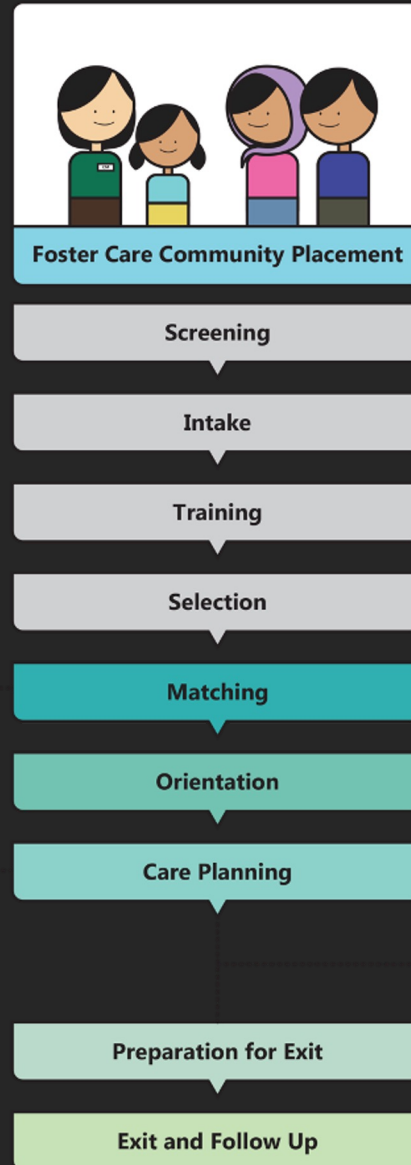 Foster Care Community Placement
Screening
Intake
Training
Selection
Matching
Orientation
Care Planning
Preparation for Exit
Exit and Follow Up